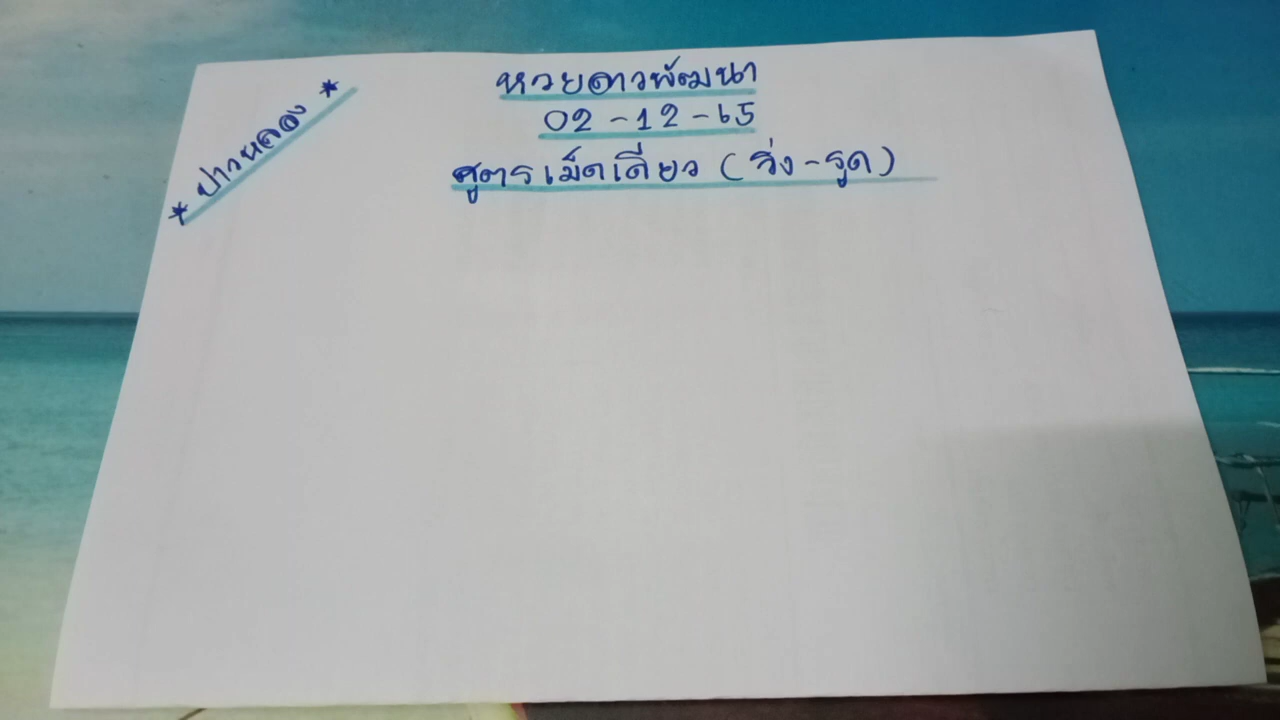 * ป่าวหลอง *
หวยลาวพัฒนา
02-12-65
สูตรเม็ดเดียว (วิ่ง-รูด)